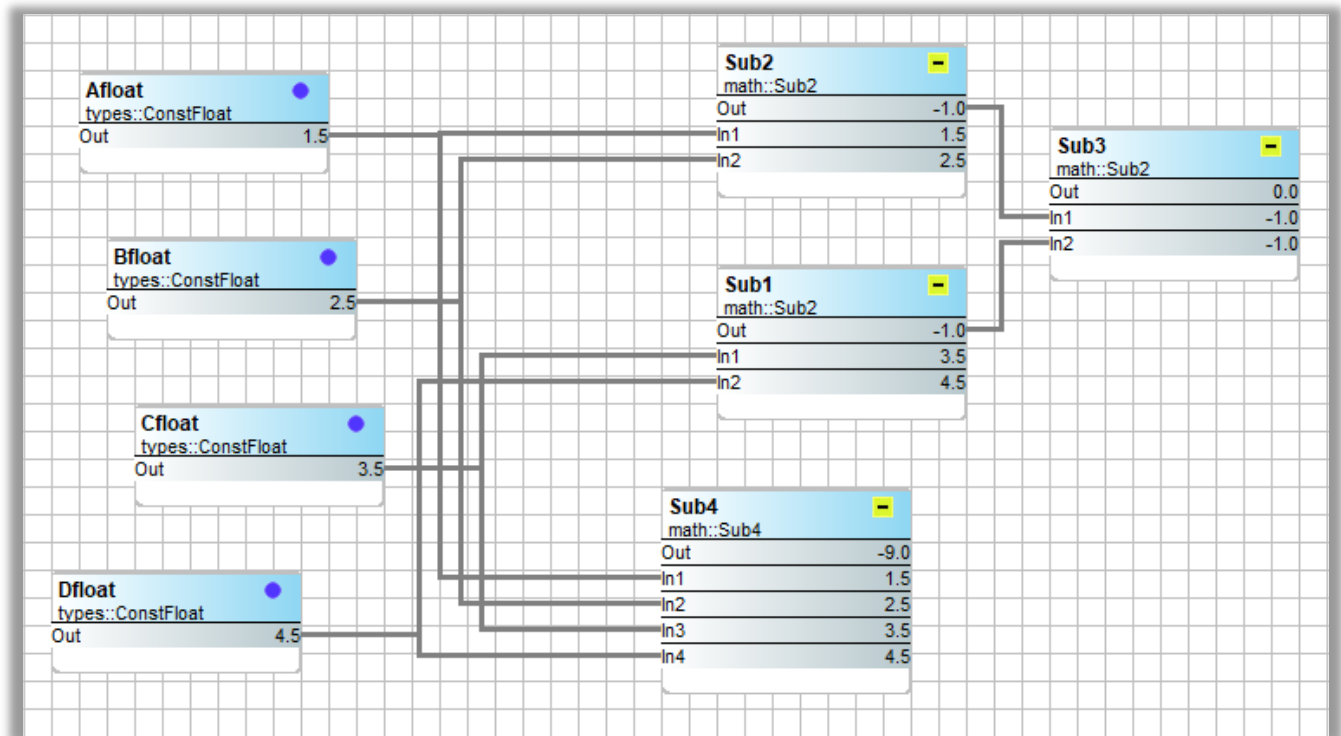 Afloat
types::ConstFloat
Out 1.5
Bfloat
types::ConstFloat
Out 2.5
Cfloat
types::ConstFloat
Out 3.5
Dfloat
types::ConstFloat
Out 4.5
Sub2
math::Sub2
Out -1.0
In1 1.5
In2 2.5
Sub1
math::Sub2
Out -1.0
In1 3.5
In2 4.5
Sub4
math::Sub4
Out -9.0
In1 1.5
In2 2.5
In3 3.5
In4 4.5
Sub3
math::Sub2
Out 0.0
In1 -1.0
In2 -1.0